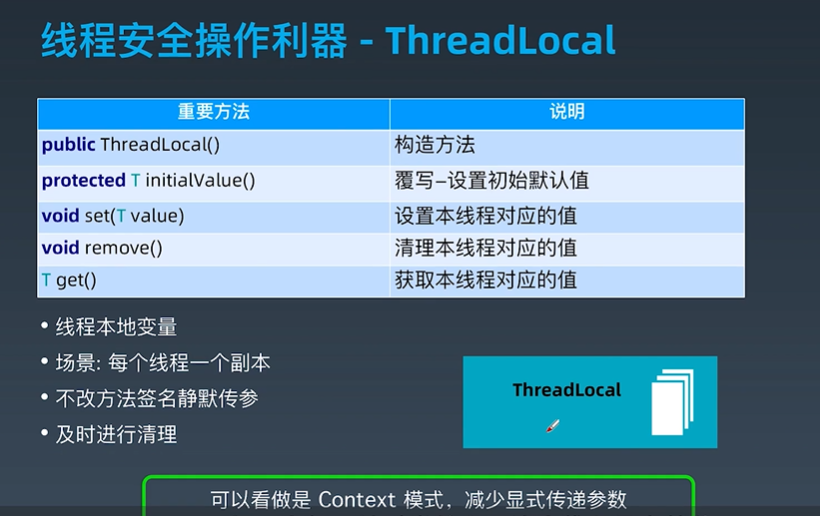 线程安全操作利器 - ThreadLocal
重要方法 说明
public ThreadLocal() 构造方法
protected T initialValue() 覆写–设置初始默认值
void set(T value) 设置本线程对应的值
void remove() 清理本线程对应的值
T get() 获取本线程对应的值
• 线程本地变量
• 场景: 每个线程一个副本
• 不改方法签名静默传参
• 及时进行清理
ThreadLocal
可以看做是 Context 模式，减少显式传递参数